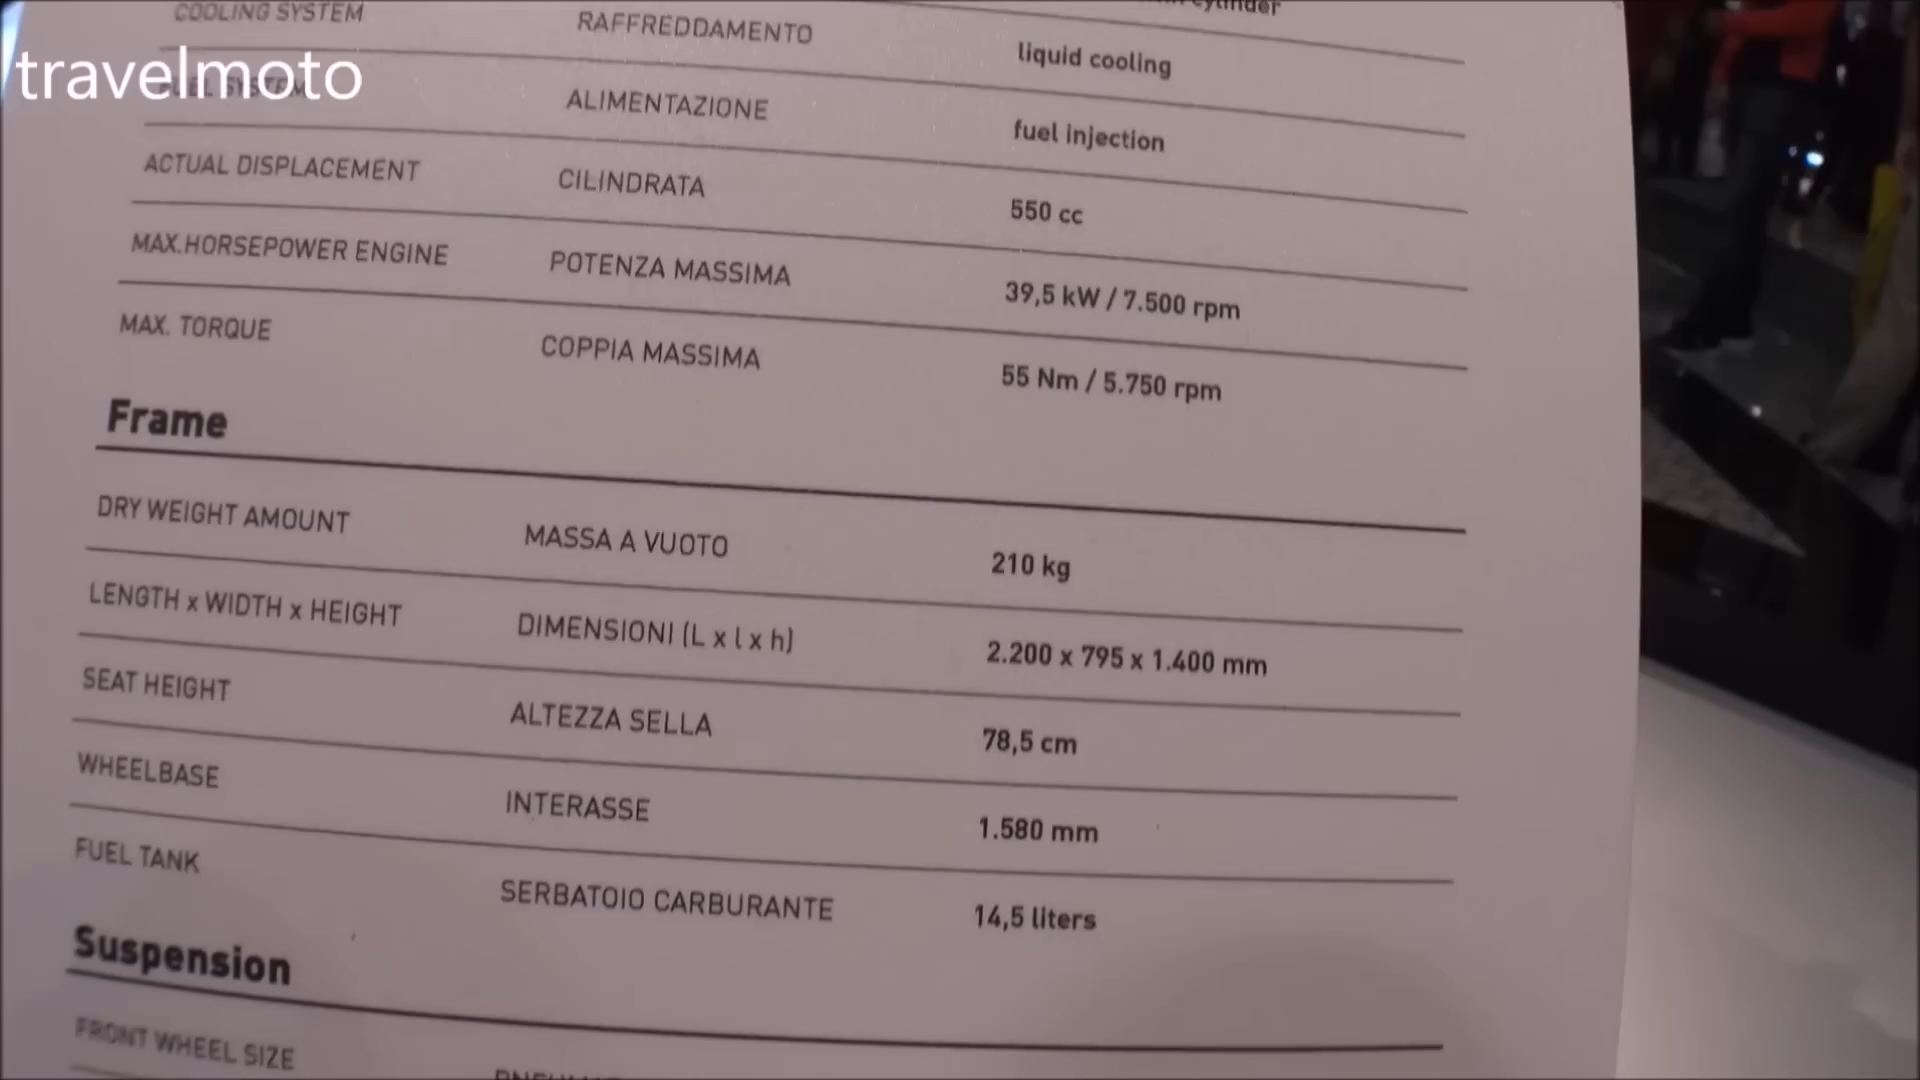 cylinder
COOLING SYSTEM RAFFREDDAMENTO liquid cooling
travelmoto
FUEL SYSTEM ALIMENTAZIONE fuel injection
ACTUAL DISPLACEMENT CILINDRATA 550 cc
MAX.HORSEPOWER ENGINE POTENZA MASSIMA 39,5 kW / 7.500 rpm
MAX. TORQUE COPPIA MASSIMA 55 Nm / 5.750 rpm
Frame
DRY WEIGHT AMOUNT MASSA A VUOTO 210 kg
LENGTH x WIDTH x HEIGHT DIMENSIONI (L x l x h) 2.200 x 795 x 1.400 mm
SEAT HEIGHT ALTEZZA SELLA 78,5 cm
WHEELBASE INTERASSE 1.580 mm
FUEL TANK SERBATOIO CARBURANTE 14,5 liters
Suspension
FRONT WHEEL SIZE